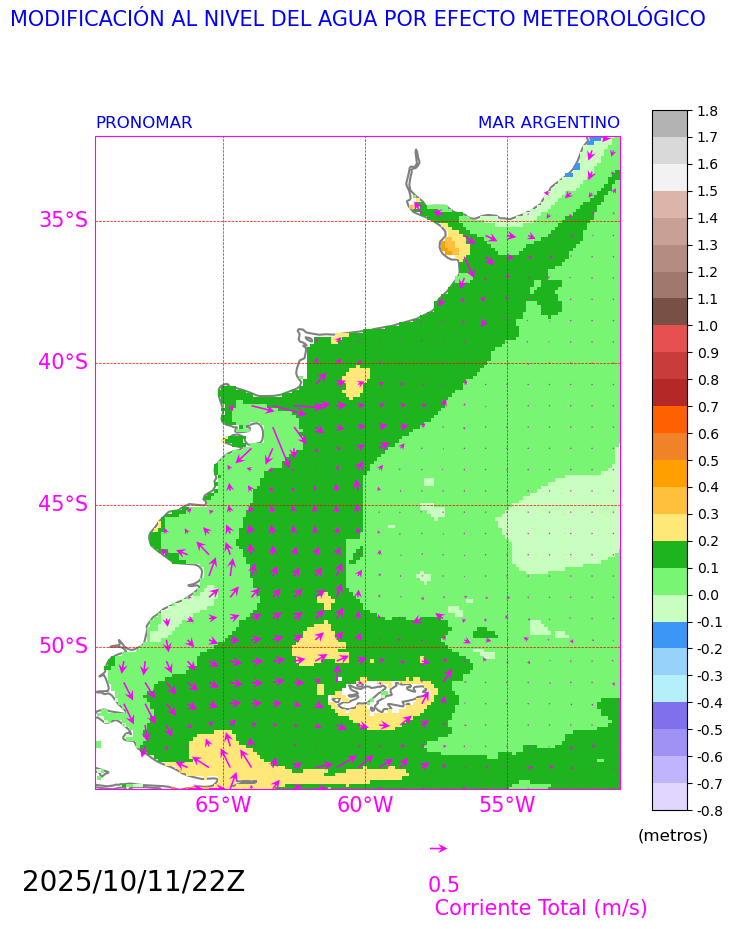 MODIFICACIÓN AL NIVEL DEL AGUA POR EFECTO METEOROLÓGICO
PRONOMAR MAR ARGENTINO
35°S
40°S
45°S
50°S
65°W 60°W 55°W
1.8
1.7
1.6
1.5
1.4
1.3
1.2
1.1
1.0
0.9
0.8
0.7
0.6
0.5
0.4
0.3
0.2
0.1
0.0
-0.1
-0.2
-0.3
-0.4
-0.5
-0.6
-0.7
-0.8
(metros)
2025/10/11/22Z
0.5
Corriente Total (m/s)